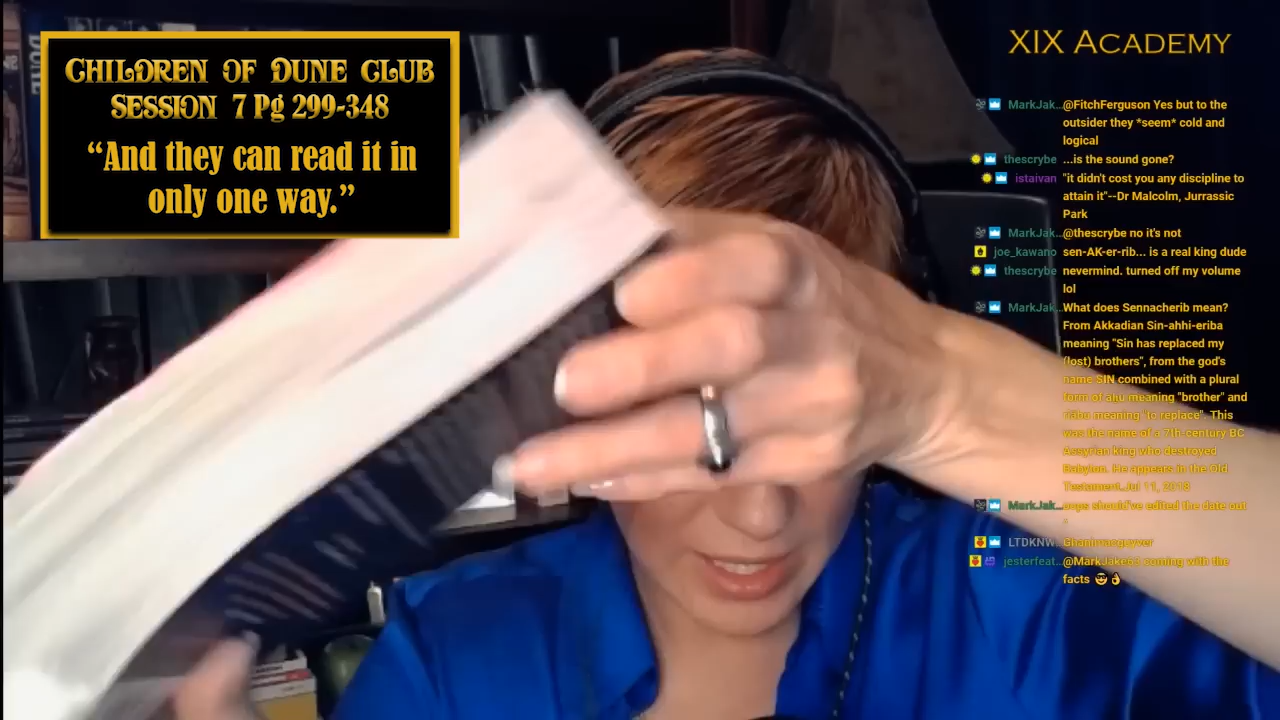 CHILDREN OF DUNE CLUB
SESSION 7 Pg 299-348
“And they can read it in
only one way.”
XIX ACADEMY
MarkJak... @FitchFerguson Yes but to the
outsider they *seem* cold and
logical
thescrybe ...is the sound gone?
istaivan "it didn't cost you any discipline to
attain it"--Dr Malcolm, Jurrassic
Park
MarkJak... @thescrybe no it's not
joe_kawano sen-AK-er-rib... is a real king dude
thescrybe nevermind. turned off my volume
lol
MarkJak... What does Sennacherib mean?
From Akkadian Sin-ahhi-eriba
meaning "Sin has replaced my
(lost) brothers", from the god's
name SIN combined with a plural
form of ahu meaning "brother" and
meaning "to replace". This
was the name of a 7th-century BC
Assyrian king who destroyed
Babylon. He appears in the Old
Testament.Jul 11, 2018
MarkJak... oops should've edited the date out
LTDKNW
jesterfeat... coming with the
facts 😎👌